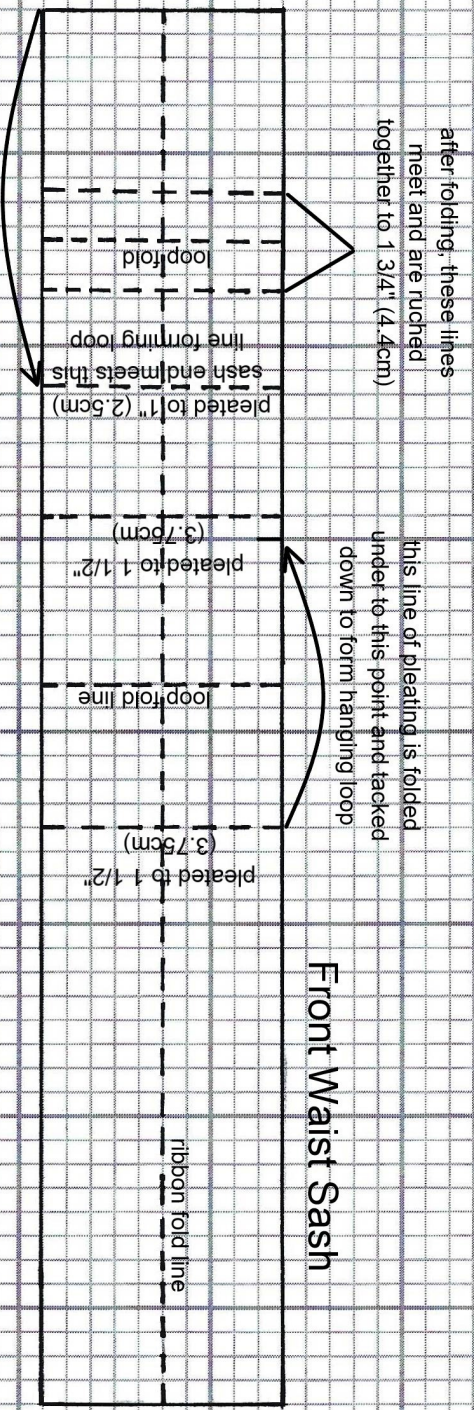 after folding, these lines
meet and are ruched
together to 1 3/4" (4.4cm)
loop fold
sash end meets this
line forming loop
pleated to 1" (2.5cm)
pleated to 1 1/2"
(3.75cm)
this line of pleating is folded
under to this point and tacked
down to form hanging loop
loop fold line
pleated to 1 1/2"
(3.75cm)
Front Waist Sash
ribbon fold line